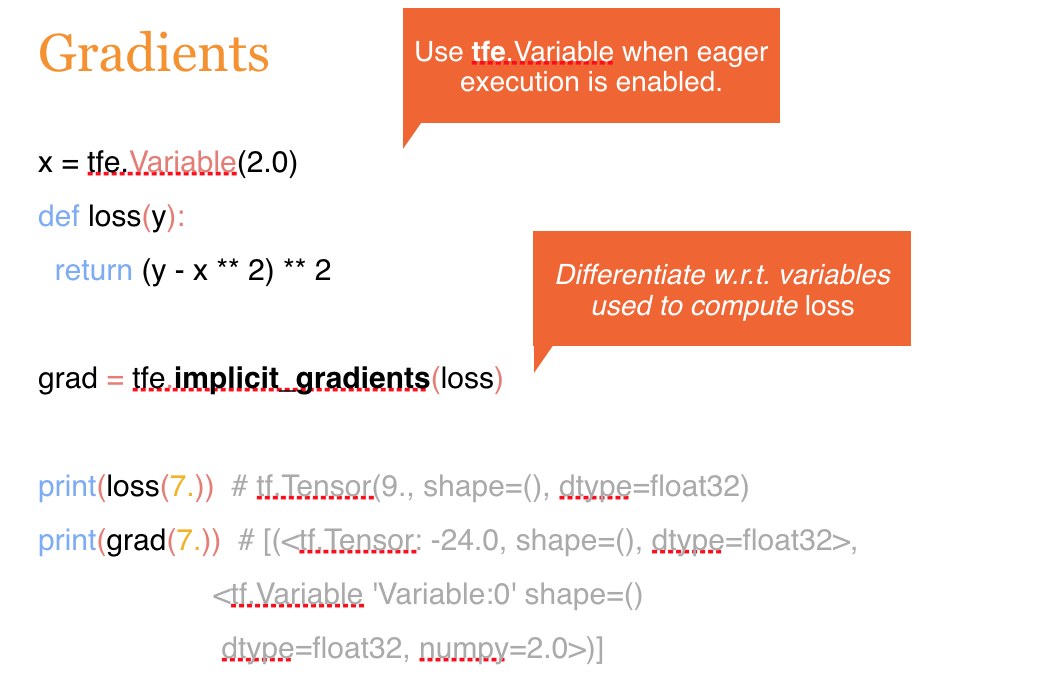 Gradients
Use tfe.Variable when eager
execution is enabled.
x = tfe.Variable(2.0)
def loss(y):
return (y - x ** 2) ** 2
Differentiate w.r.t. variables
used to compute loss
grad = tfe.implicit_gradients(loss)
print(loss(7.)) # tf.Tensor(9., shape=(), dtype=float32)
print(grad(7.)) # [(<tf.Tensor: -24.0, shape=(), dtype=float32>,
<tf.Variable 'Variable:0' shape=()
dtype=float32, numpy=2.0>)]